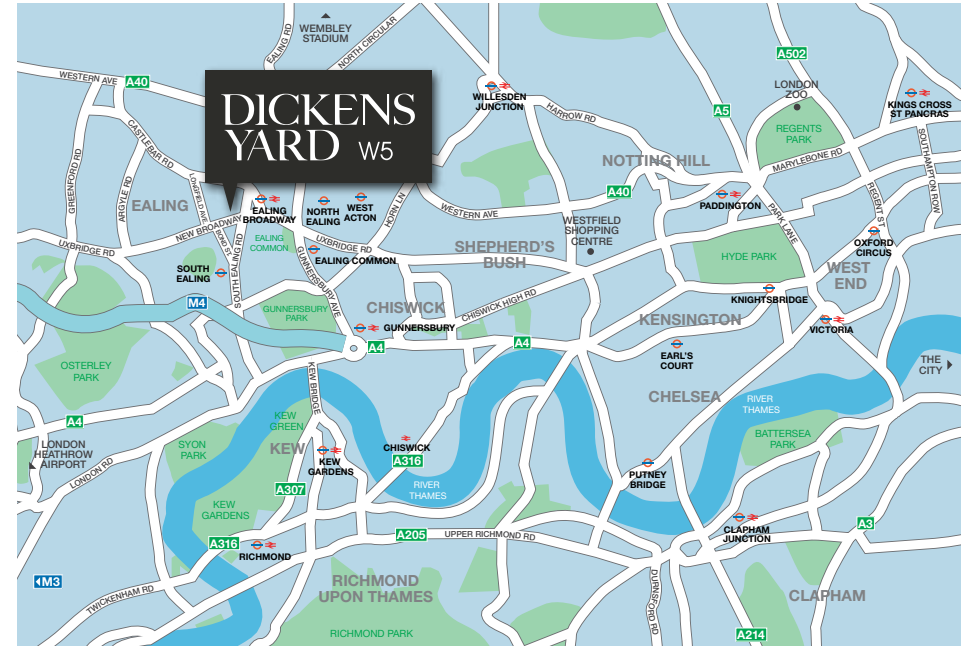 WEMBLEY
STADIUM
EALING RD
NORTH CIRCULAR
A502
WESTERN AVE
A40
DICKENS
YARD W5
WILLESDEN
JUNCTION
LONDON
ZOO
KINGS CROSS
ST PANCRAS
A5
HARROW RD
REGENTS
PARK
CASTLEBAR RD
SOUTHAMPTON ROW
MARYLEBONE RD
NOTTING HILL
GREENFORD RD
ARGYLE RD
LONGFIELD AVE
HORN LN
A40
PADDINGTON
REGENT ST
EALING
EALING
BROADWAY
NORTH
EALING
WEST
ACTON
WESTERN AVE
PARK LANE
NEW BROADWAY
BOND ST
WESTFIELD
SHOPPING
CENTRE
OXFORD
CIRCUS
UXBRIDGE RD
EALING
COMMON
UXBRIDGE RD
SHEPHERD'S
BUSH
HYDE PARK
EALING COMMON
WEST
END
SOUTH
EALING
SOUTH EALING RD
GUNNERSBURY AVE
M4
KNIGHTSBRIDGE
GUNNERSBURY
PARK
CHISWICK
CHISWICK HIGH RD
KENSINGTON
GUNNERSBURY
VICTORIA
A4
A4
EARL'S
COURT
OSTERLEY
PARK
THE
CITY
KEW BRIDGE
CHELSEA
RIVER
THAMES
A4
KEW
GREEN
BATTERSEA
PARK
LONDON
HEATHROW
AIRPORT
SYON
PARK
KEW
CHISWICK
A316
KEW
GARDENS
LONDON RD
PUTNEY
BRIDGE
A307
RIVER
THAMES
KEW
GARDENS
A3
CLAPHAM
JUNCTION
A316
RICHMOND
A205
UPPER RICHMOND RD
M3
TWICKENHAM RD
RICHMOND
UPON THAMES
DURNSFORD RD
CLAPHAM
RICHMOND PARK
A214